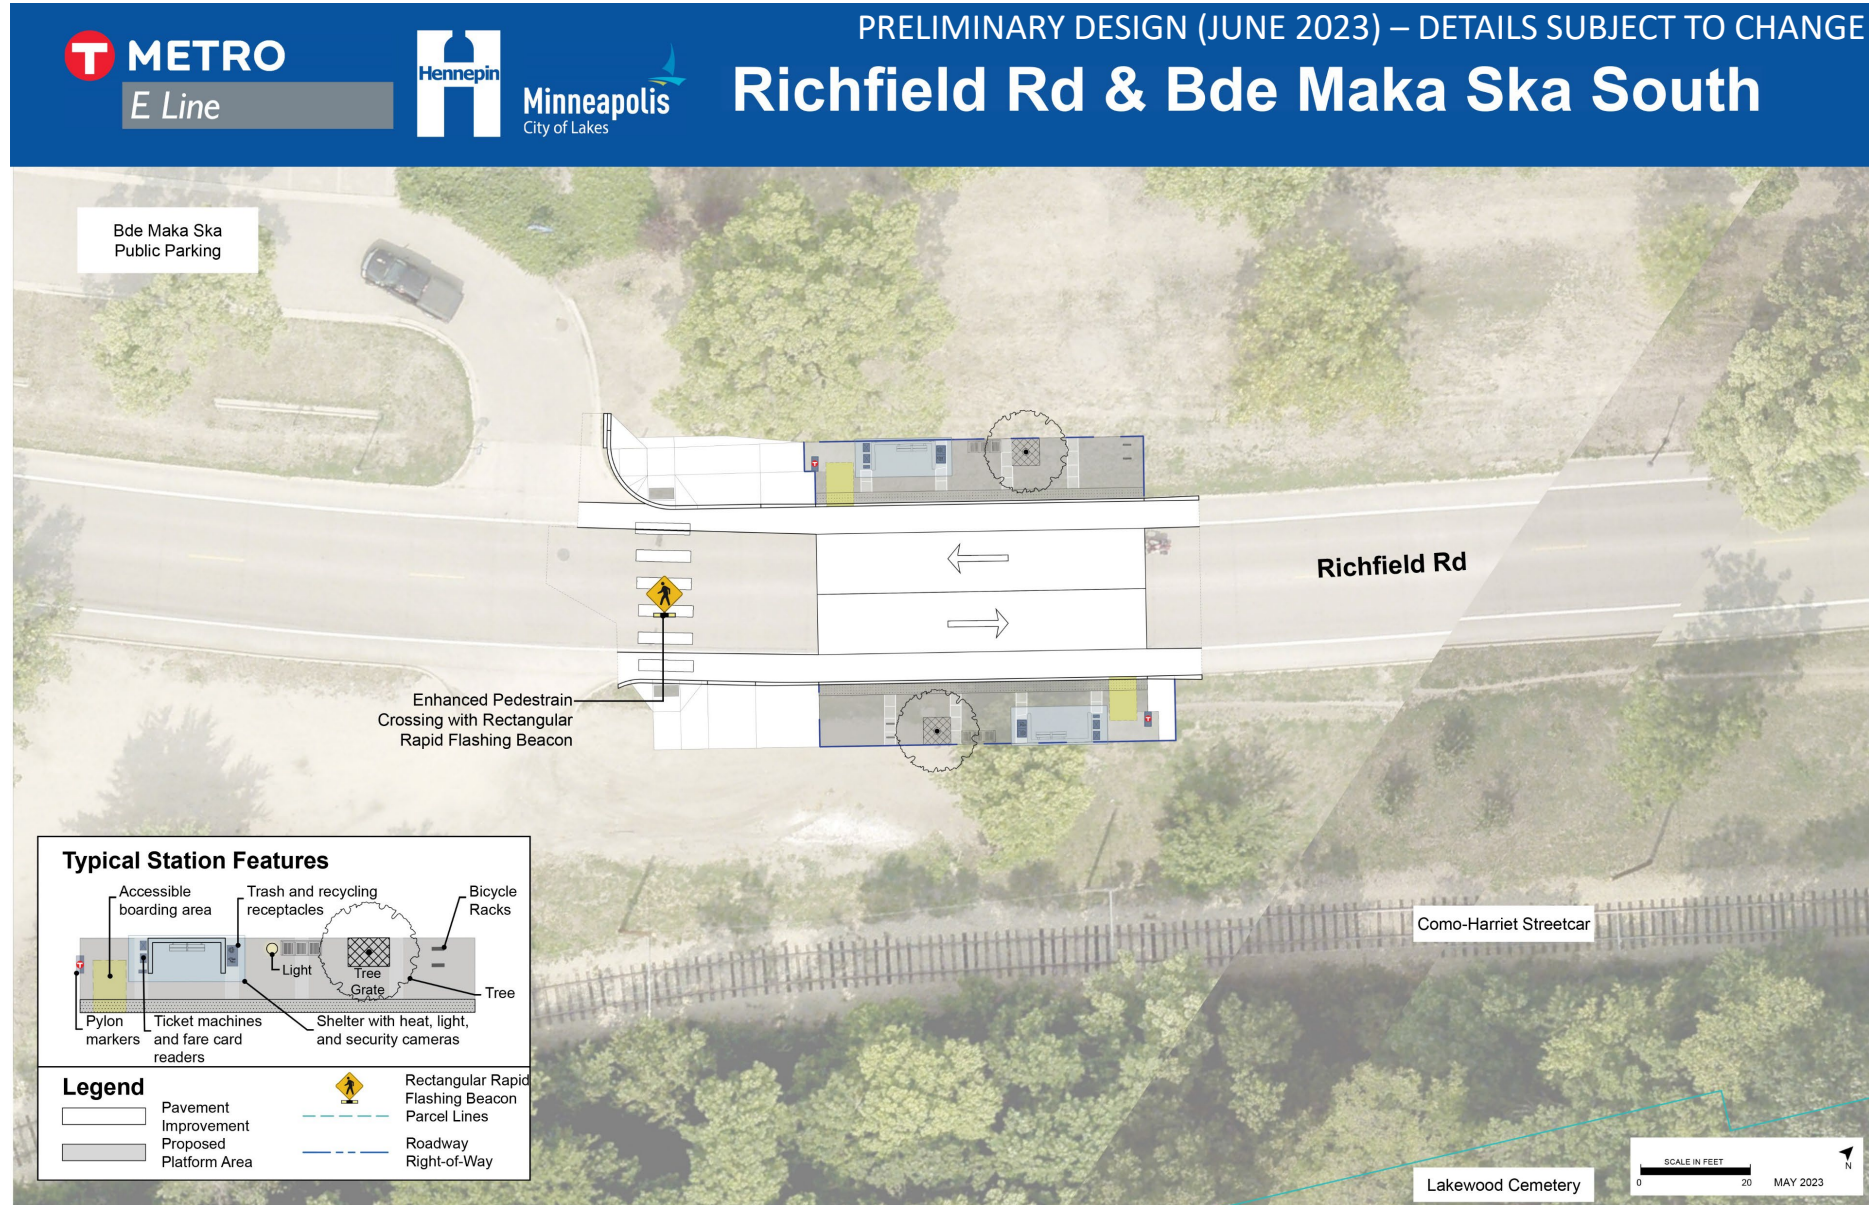 PRELIMINARY DESIGN (JUNE 2023) – DETAILS SUBJECT TO CHANGE
T METRO
E Line
Hennepin
Minneapolis
City of Lakes
Richfield Rd & Bde Maka Ska South
Bde Maka Ska
Public Parking
Richfield Rd
Enhanced Pedestrain
Crossing with Rectangular
Rapid Flashing Beacon
Como-Harriet Streetcar
Typical Station Features
Accessible
boarding area
Trash and recycling
receptacles
Bicycle
Racks
Light
Tree
Grate
Tree
Pylon
markers
Ticket machines
and fare card
readers
Shelter with heat, light,
and security cameras
Legend
Pavement
Improvement
Proposed
Platform Area
Rectangular Rapid
Flashing Beacon
Parcel Lines
Roadway
Right-of-Way
Lakewood Cemetery
SCALE IN FEET
0 20
MAY 2023
N